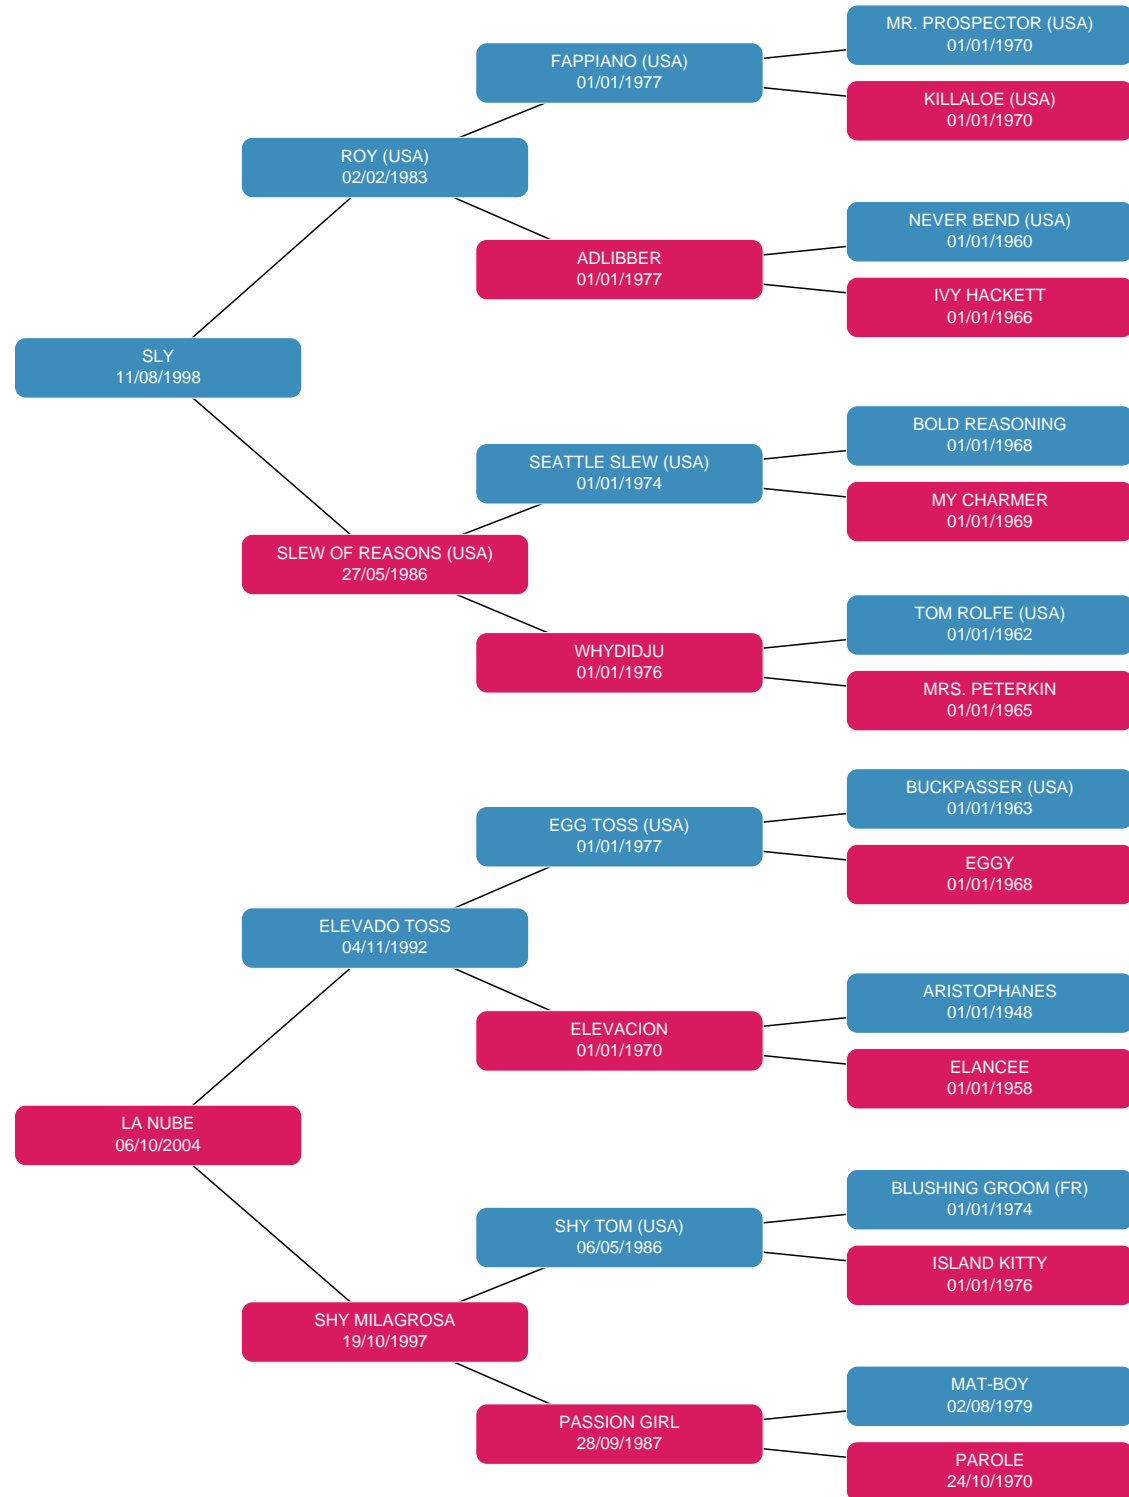 MR. PROSPECTOR (USA)
01/01/1970
FAPPIANO (USA)
01/01/1977
KILLALOE (USA)
01/01/1970
ROY (USA)
02/02/1983
NEVER BEND (USA)
01/01/1960
ADLIBBER
01/01/1977
IVY HACKETT
01/01/1966
SLY
11/08/1998
BOLD REASONING
01/01/1968
SEATTLE SLEW (USA)
01/01/1974
MY CHARMER
01/01/1969
SLEW OF REASONS (USA)
27/05/1986
TOM ROLFE (USA)
01/01/1962
WHYDIDJU
01/01/1976
MRS. PETERKIN
01/01/1965
BUCKPASSER (USA)
01/01/1963
EGG TOSS (USA)
01/01/1977
EGGY
01/01/1968
ELEVADO TOSS
04/11/1992
ARISTOPHANES
01/01/1948
ELEVACION
01/01/1970
ELANCEE
01/01/1958
LA NUBE
06/10/2004
BLUSHING GROOM (FR)
01/01/1974
SHY TOM (USA)
06/05/1986
ISLAND KITTY
01/01/1976
SHY MILAGROSA
19/10/1997
MAT-BOY
02/08/1979
PASSION GIRL
28/09/1987
PAROLE
24/10/1970